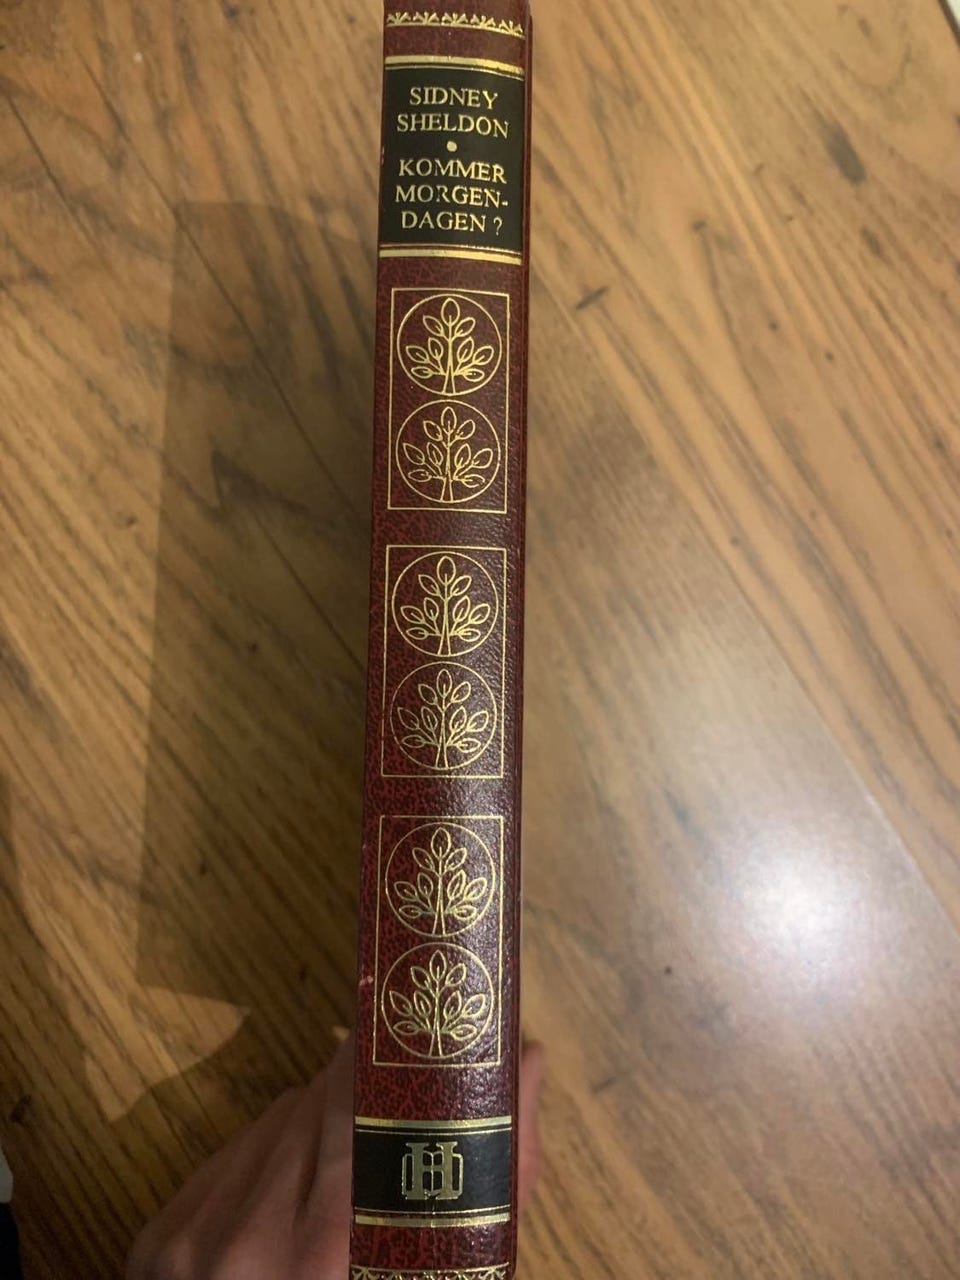 SIDNEY
SHELDON
•
KOMMER
MORGEN-
DAGEN ?
H